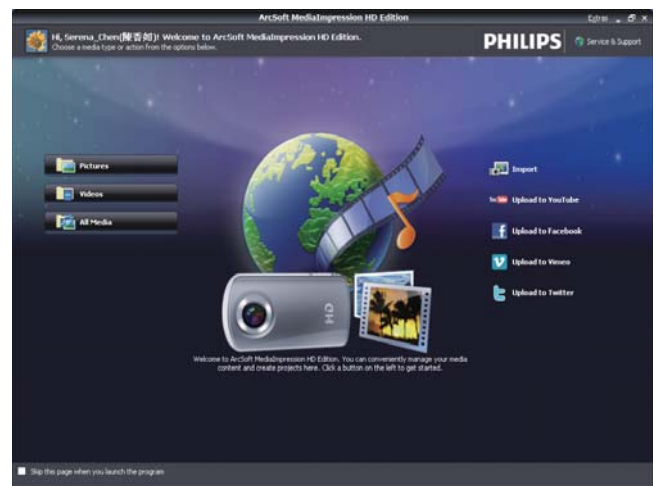 ArcSoft MediaImpression HD Edition
Extras
Hi, Serena_Chen(陳香如)! Welcome to ArcSoft MediaImpression HD Edition.
Choose a media type or action from the options below.
PHILIPS
Service & Support
Pictures
Videos
All Media
Import
You Tube
Upload to YouTube
f
Upload to Facebook
v
Upload to Vimeo
t
Upload to Twitter
HD
Welcome to ArcSoft MediaImpression HD Edition. You can conveniently manage your media
content and create projects here. Click a button on the left to get started.
Skip this page when you launch the program